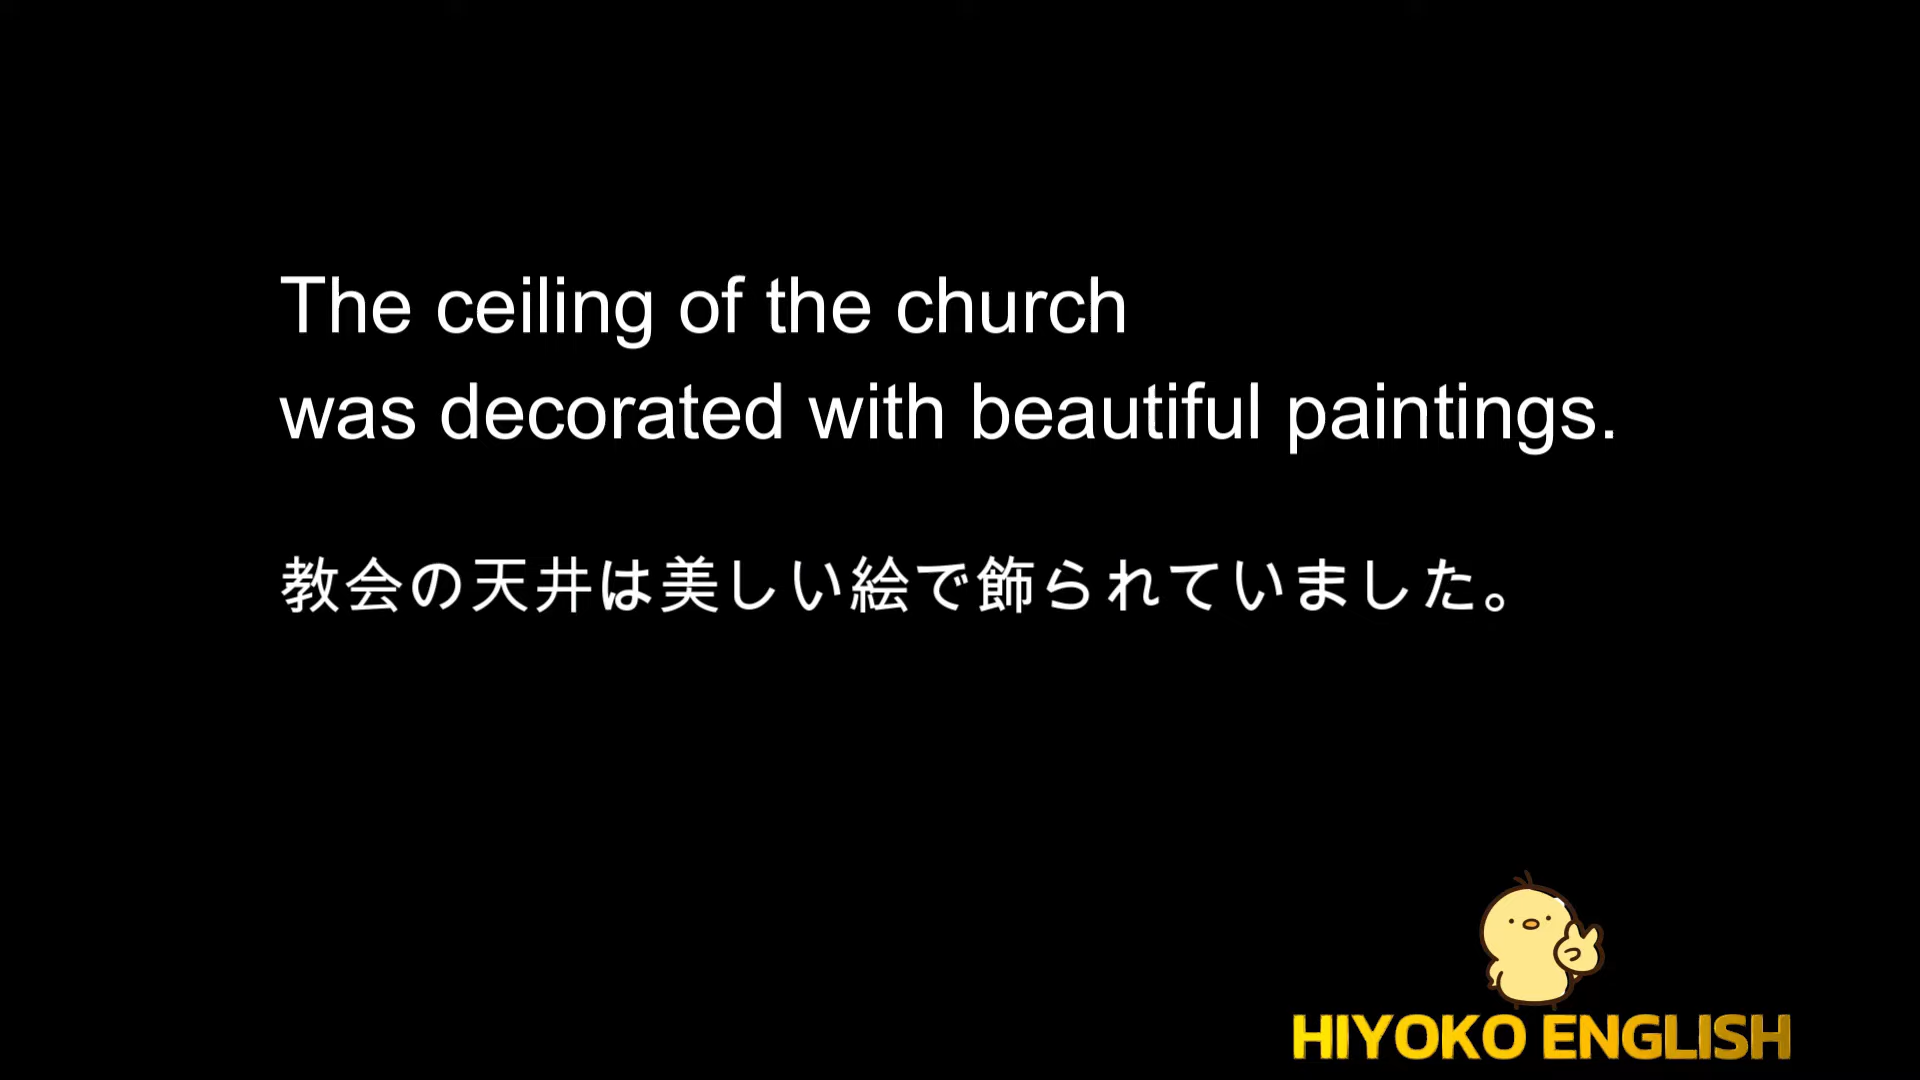 The ceiling of the church
was decorated with beautiful paintings.
教会の天井は美しい絵で飾られていました。
HIYOKO ENGLISH